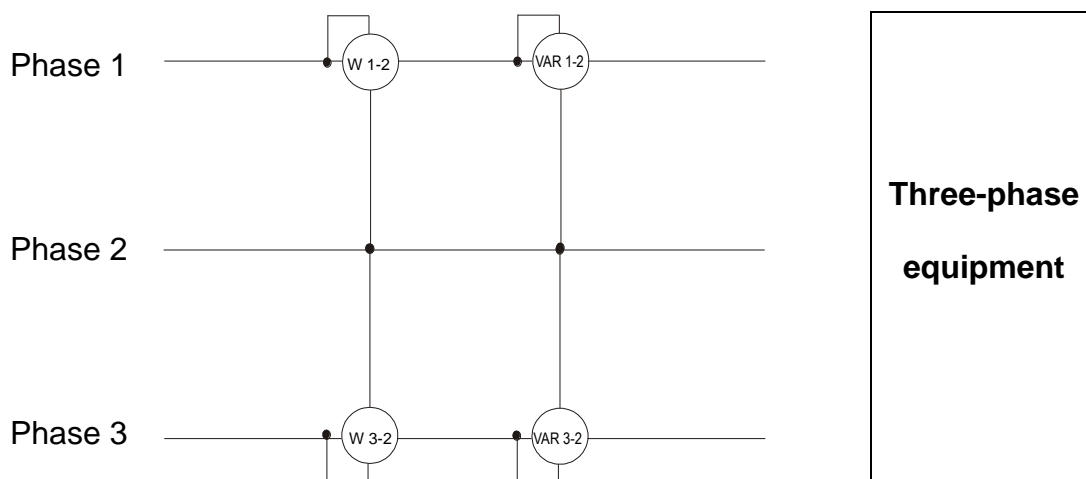 Phase 1
W 1-2
VAR 1-2
Three-phase
equipment
Phase 2
Phase 3
W 3-2
VAR 3-2